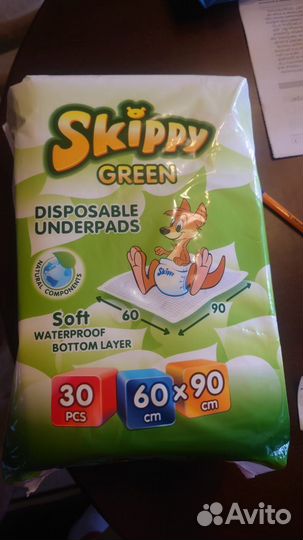 Skippy
GREEN
DISPOSABLE
UNDERPADS
NATURAL COMPONENTS
Skippy
60
90
Soft
WATERPROOF
BOTTOM LAYER
30
PCS
60
cm
×
90
cm
Avito